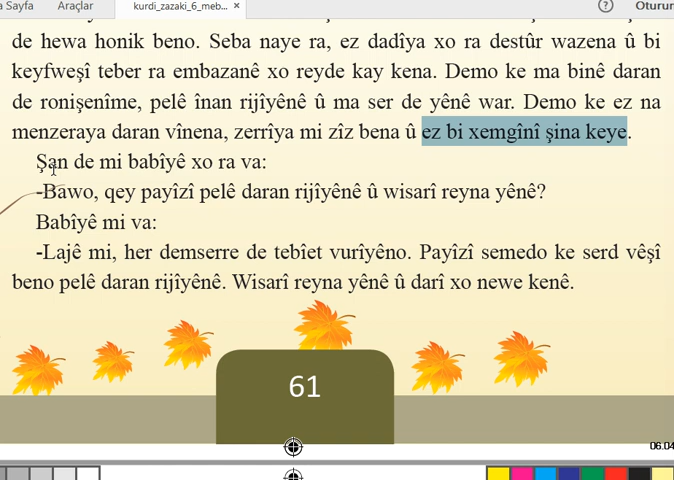 a Sayfa Araçlar kurdi_zazaki_6_meb... × ? Oturur
de hewa honik beno. Seba naye ra, ez dadîya xo ra destûr wazena û bi
keyfweşî teber ra embazanê xo reyde kay kena. Demo ke ma binê daran
de ronişenîme, pelê înan rijîyênê û ma ser de yênê war. Demo ke ez na
menzeraya daran vînena, zerrîya mi zîz bena û ez bi xemgînî şina keye.
Şan de mi babîyê xo ra va:
-Bawo, qey payîzî pelê daran rijîyênê û wisarî reyna yênê?
Babîyê mi va:
-Lajê mi, her demserre de tebîet vurîyêno. Payîzî semedo ke serd vêşî
beno pelê daran rijîyênê. Wisarî reyna yênê û darî xo newe kenê.
61
06.04